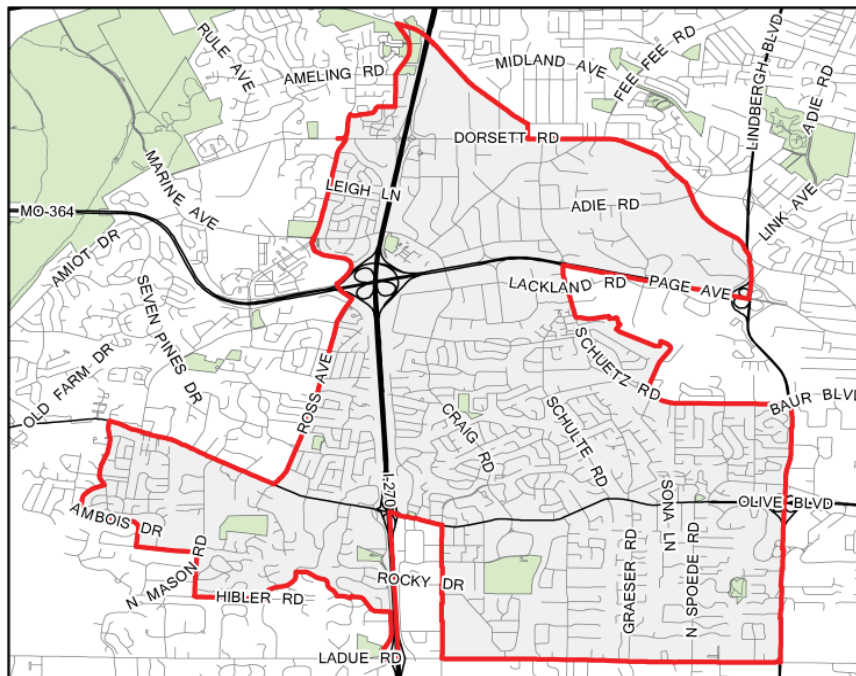 RULE AVE
AMELING RD
MIDLAND AVE
FEE FEE RD
LINDBERGH BLVD
ADIE RD
DORSETT RD
MARINE AVE
LEIGH LN
ADIE RD
LINK AVE
MO-364
AMIOT DR
SEVEN PINES DR
LACKLAND RD
PAGE AVE
OLD FARM DR
SCHUETZ RD
ROSS AVE
CRAIG RD
SCHULTE RD
BAUR BLVD
I-270
SONA LN
OLIVE BLVD
AMBOIS DR
N MASON RD
GRAESER RD
N SPOEDE RD
ROCKY DR
HIBLER RD
LADUE RD